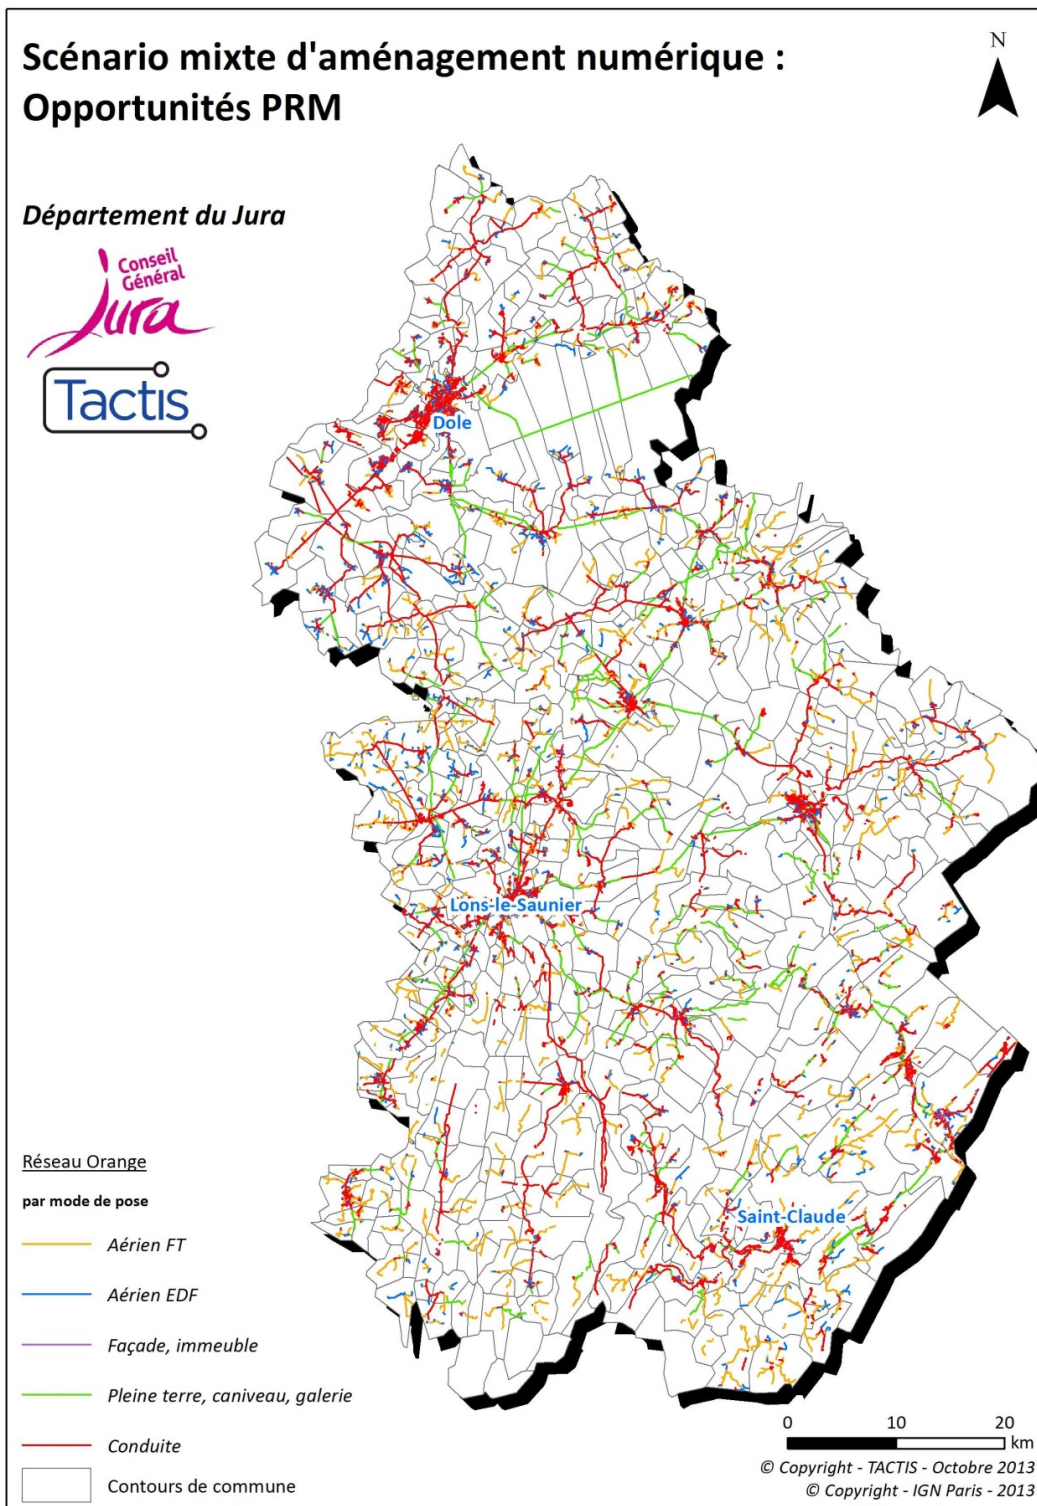 Scénario mixte d'aménagement numérique :
Opportunités PRM
N
Département du Jura
Conseil
Général
Jura
Tactis
Dole
Lons-le-Saunier
Saint-Claude
Réseau Orange
par mode de pose
Aérien FT
Aérien EDF
Façade, immeuble
Pleine terre, caniveau, galerie
Conduite
Contours de commune
0 10 20
km
© Copyright - TACTIS - Octobre 2013
© Copyright - IGN Paris - 2013